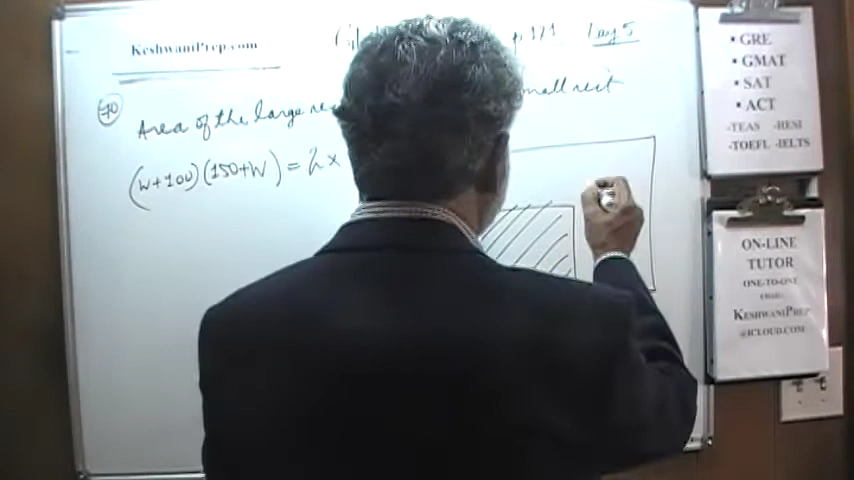 KeshwaniPrep.com
p 171 Day 5
70
Area of the large small rect
(W+100)(150+W) = 2 x
• GRE
• GMAT
• SAT
• ACT
-TEAS -HESI
-TOEFL -IELTS
ON-LINE
TUTOR
ONE-TO-ONE
KESHWANIPREP
@ICLOUD.COM